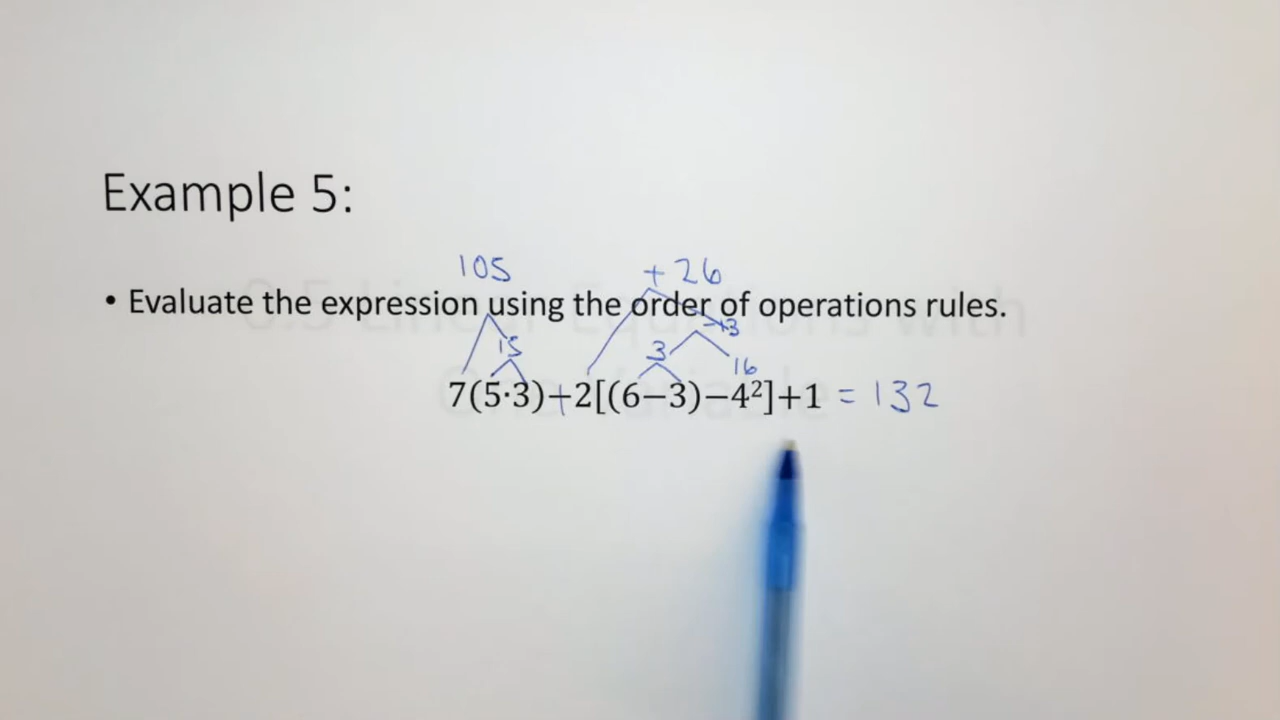 Example 5:
105 + 26
• Evaluate the expression using the order of operations rules.
-13
15 3
16
7(5·3)−2[(6−3)−4²]+1 = 132